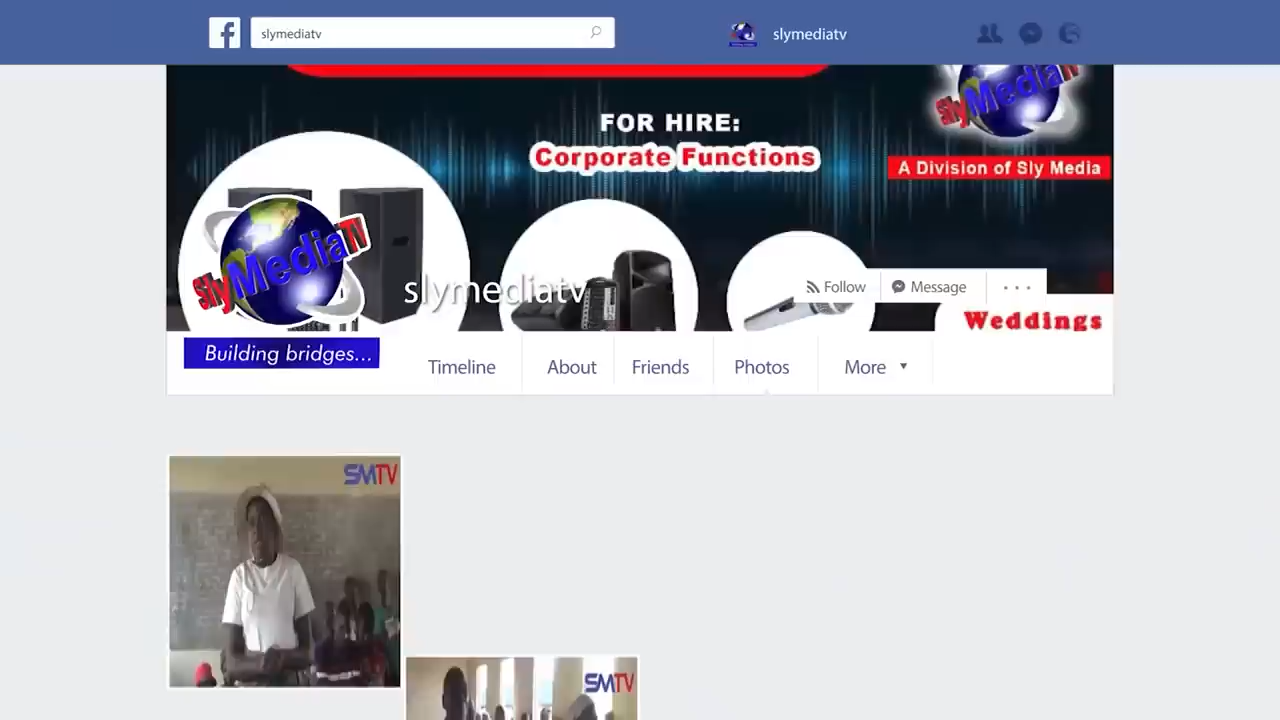 f slymediatv
slymediatv
FOR HIRE:
Corporate Functions
SlyMediaTV
A Division of Sly Media
SlyMediaTV
slymediatv
Follow
Message
Weddings
Building bridges...
Timeline
About
Friends
Photos
More
SMTV
SMTV